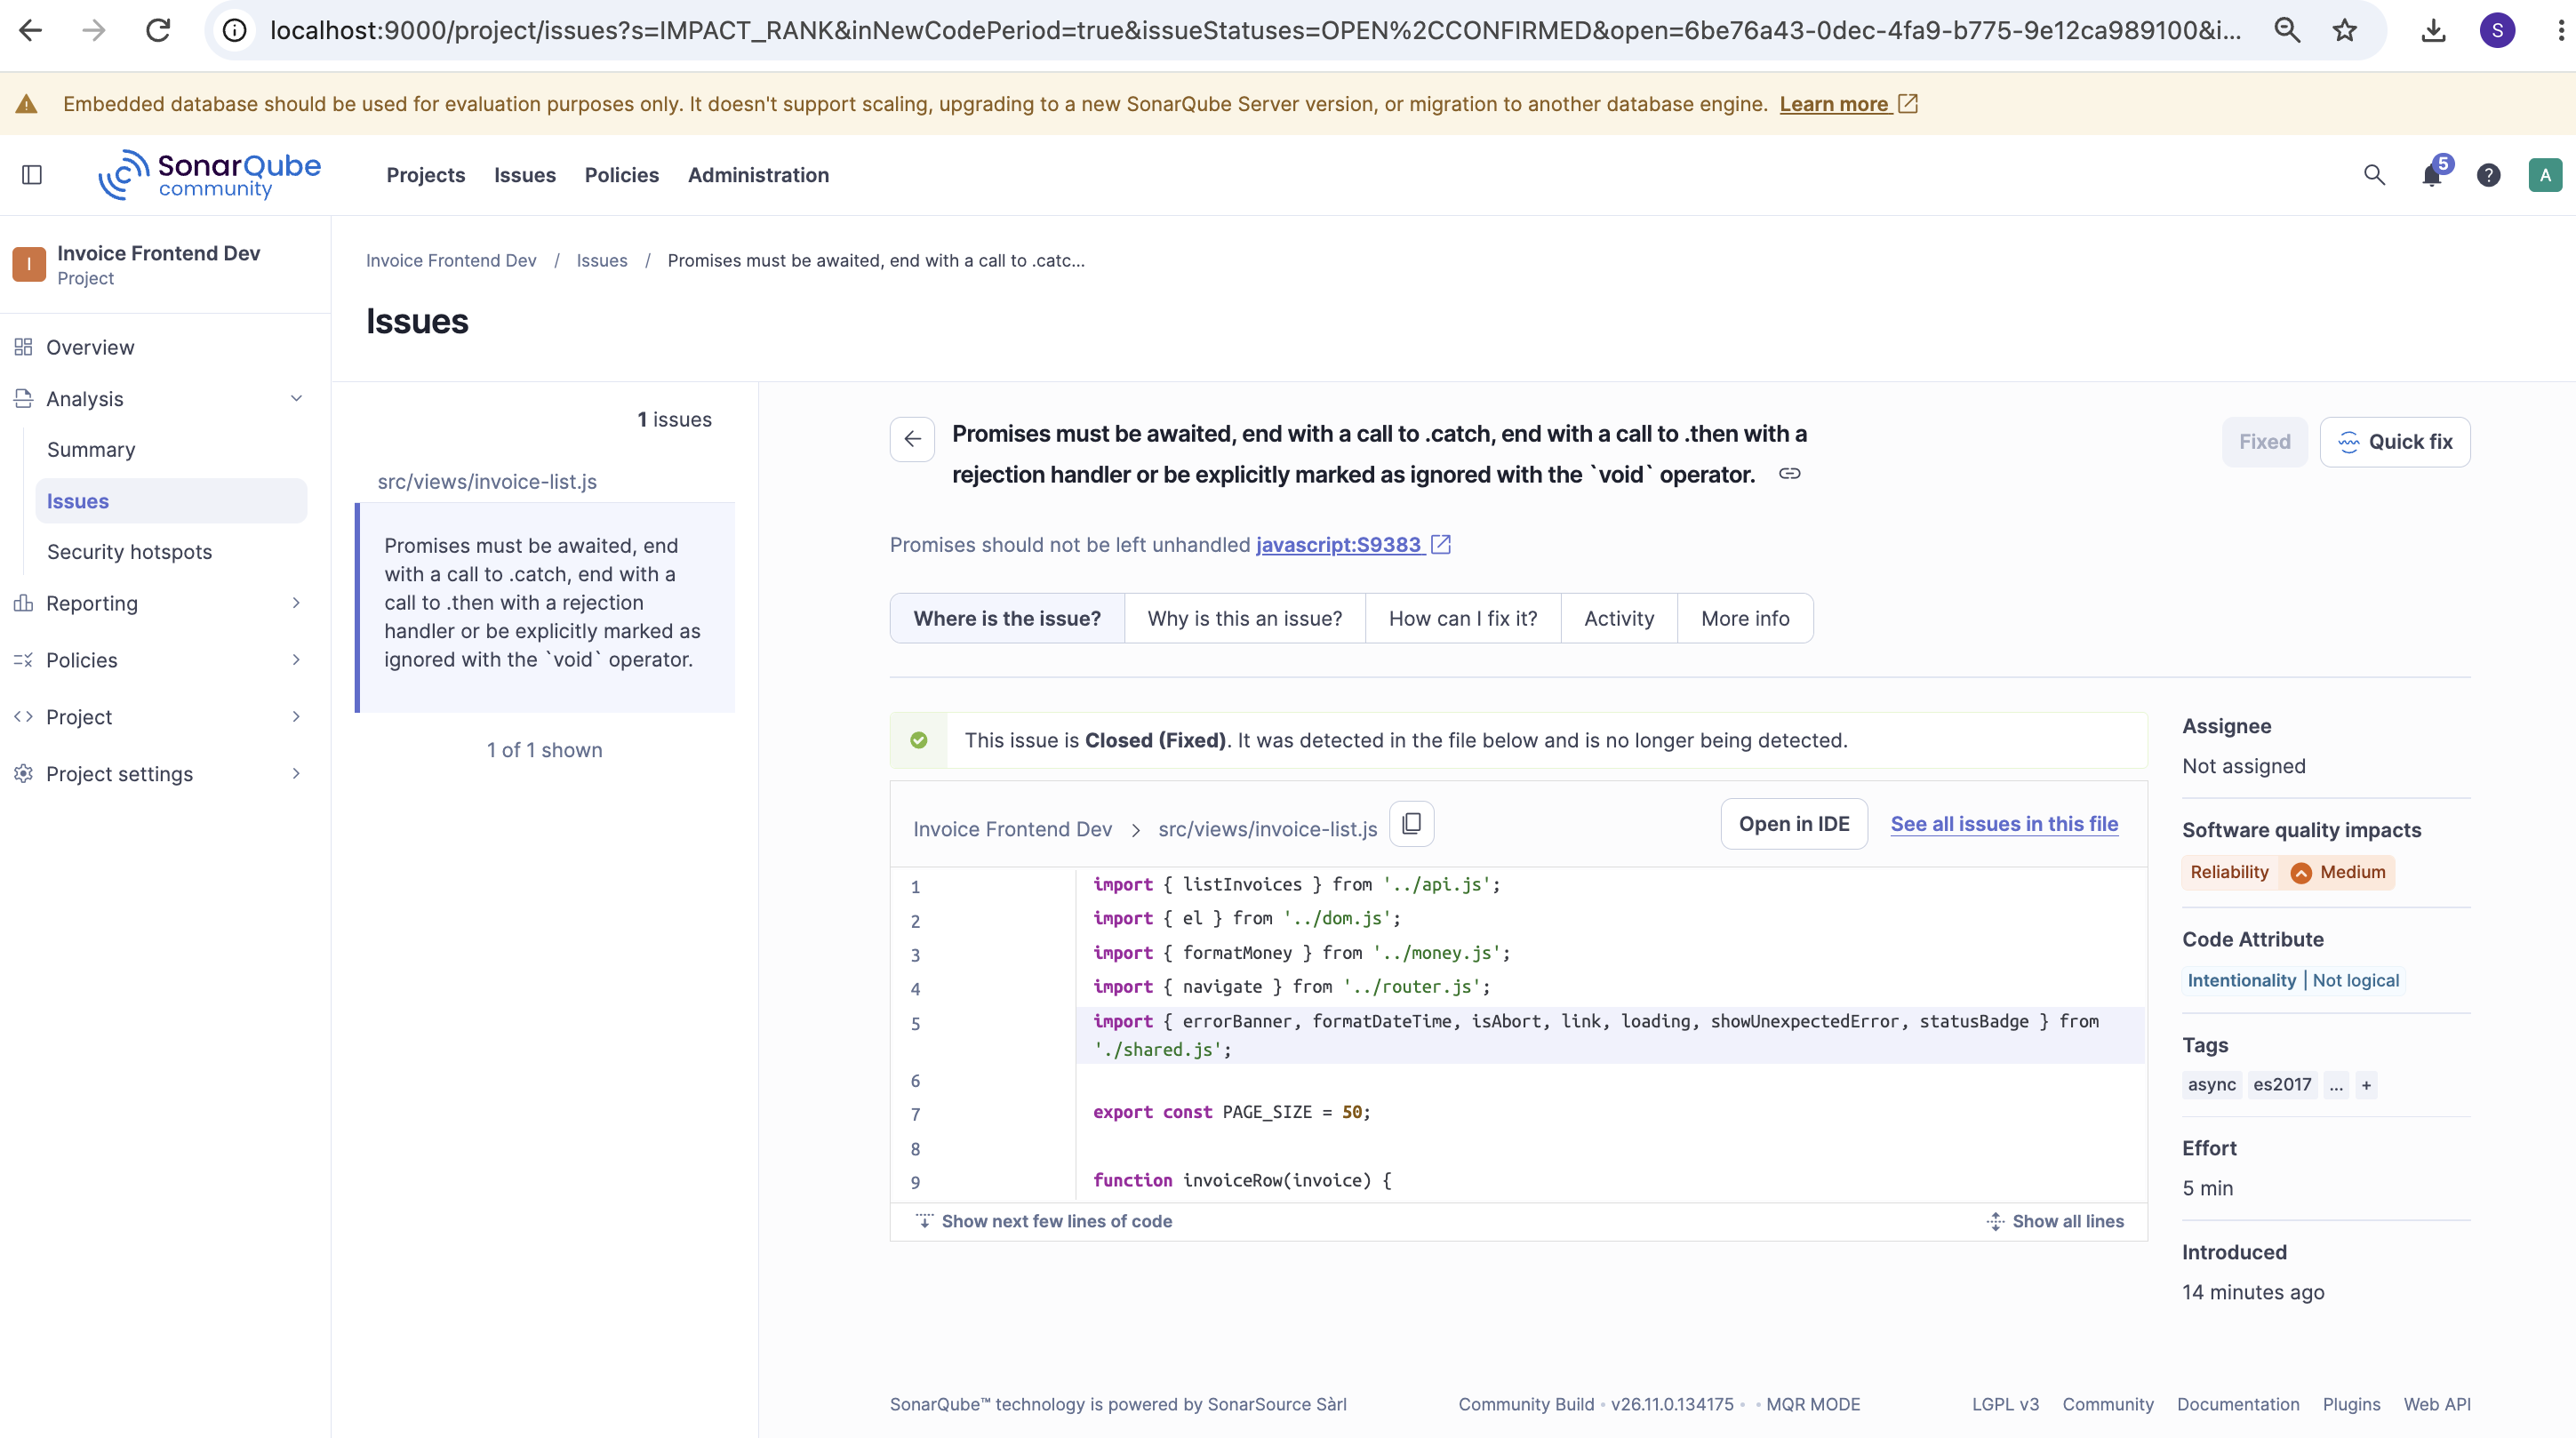 localhost:9000/project/issues?s=IMPACT_RANK&inNewCodePeriod=true&issueStatuses=OPEN%2CCONFIRMED&open=6be76a43-0dec-4fa9-b775-9e12ca989100&i...
S
Embedded database should be used for evaluation purposes only. It doesn't support scaling, upgrading to a new SonarQube Server version, or migration to another database engine. Learn more
SonarQube
community
Projects
Issues
Policies
Administration
5
?
A
I
Invoice Frontend Dev
Project
Overview
Analysis
Summary
Issues
Security hotspots
Reporting
Policies
Project
Project settings
Invoice Frontend Dev / Issues / Promises must be awaited, end with a call to .catc...
Issues
1 issues
src/views/invoice-list.js
Promises must be awaited, end
with a call to .catch, end with a
call to .then with a rejection
handler or be explicitly marked as
ignored with the `void` operator.
1 of 1 shown
Promises must be awaited, end with a call to .catch, end with a call to .then with a
rejection handler or be explicitly marked as ignored with the `void` operator.
Fixed
Quick fix
Promises should not be left unhandled javascript:S9383
Where is the issue?
Why is this an issue?
How can I fix it?
Activity
More info
This issue is Closed (Fixed). It was detected in the file below and is no longer being detected.
Invoice Frontend Dev
src/views/invoice-list.js
Open in IDE
See all issues in this file
1 import { listInvoices } from '../api.js';
2 import { el } from '../dom.js';
3 import { formatMoney } from '../money.js';
4 import { navigate } from '../router.js';
5 import { errorBanner, formatDateTime, isAbort, link, loading, showUnexpectedError, statusBadge } from
'./shared.js';
6
7 export const PAGE_SIZE = 50;
8
9 function invoiceRow(invoice) {
Show next few lines of code
Show all lines
Assignee
Not assigned
Software quality impacts
Reliability
Medium
Code Attribute
Intentionality | Not logical
Tags
async es2017 ... +
Effort
5 min
Introduced
14 minutes ago
SonarQube™ technology is powered by SonarSource Sàrl
Community Build • v26.11.0.134175 • • MQR MODE
LGPL v3
Community
Documentation
Plugins
Web API